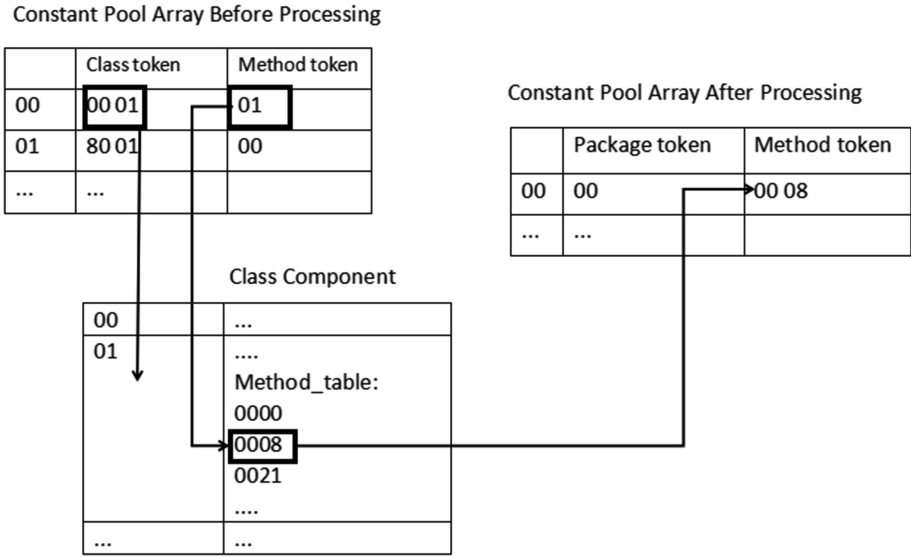 Constant Pool Array Before Processing
Class token Method token
00 00 01 01
01 80 01 00
... ...
Constant Pool Array After Processing
Package token Method token
00 00 00 08
... ...
Class Component
00 ...
01 ....
Method_table:
0000
0008
0021
....
... ...